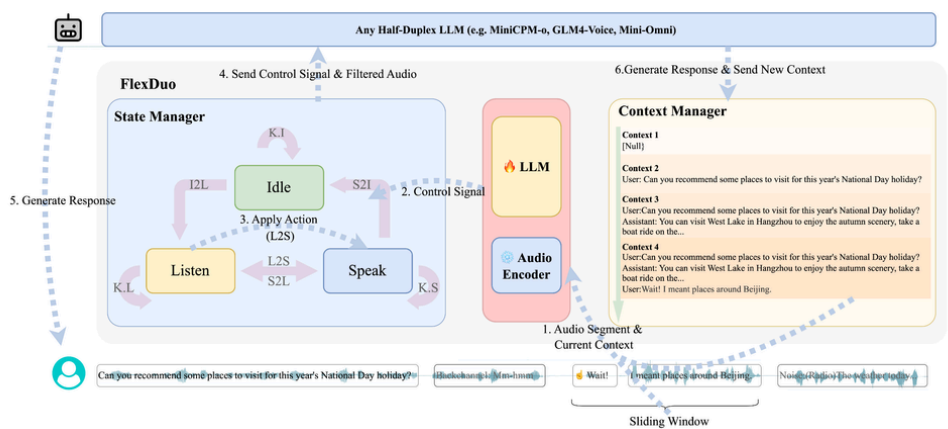 Any Half-Duplex LLM (e.g. MiniCPM-o, GLM4-Voice, Mini-Omni)
4. Send Control Signal & Filtered Audio
6.Generate Response & Send New Context
FlexDuo
State Manager
K.I
Idle
I2L
S2I
3. Apply Action
(L2S)
Listen
L2S
S2L
Speak
K.L
K.S
2. Control Signal
🔥 LLM
Audio
Encoder
Context Manager
Context 1
[Null]
Context 2
User: Can you recommend some places to visit for this year's National Day holiday?
Context 3
User:Can you recommend some places to visit for this year's National Day holiday?
Assistant: You can visit West Lake in Hangzhou to enjoy the autumn scenery, take a
boat ride on the...
Context 4
User:Can you recommend some places to visit for this year's National Day holiday?
Assistant: You can visit West Lake in Hangzhou to enjoy the autumn scenery, take a
boat ride on the...
User:Wait! I meant places around Beijing.
5. Generate Response
1. Audio Segment &
Current Context
Can you recommend some places to visit for this year's National Day holiday?
(Backchannel) Mm-hmm.
☝ Wait!
I meant places around Beijing.
Noise(Radio)The weather today
Sliding Window